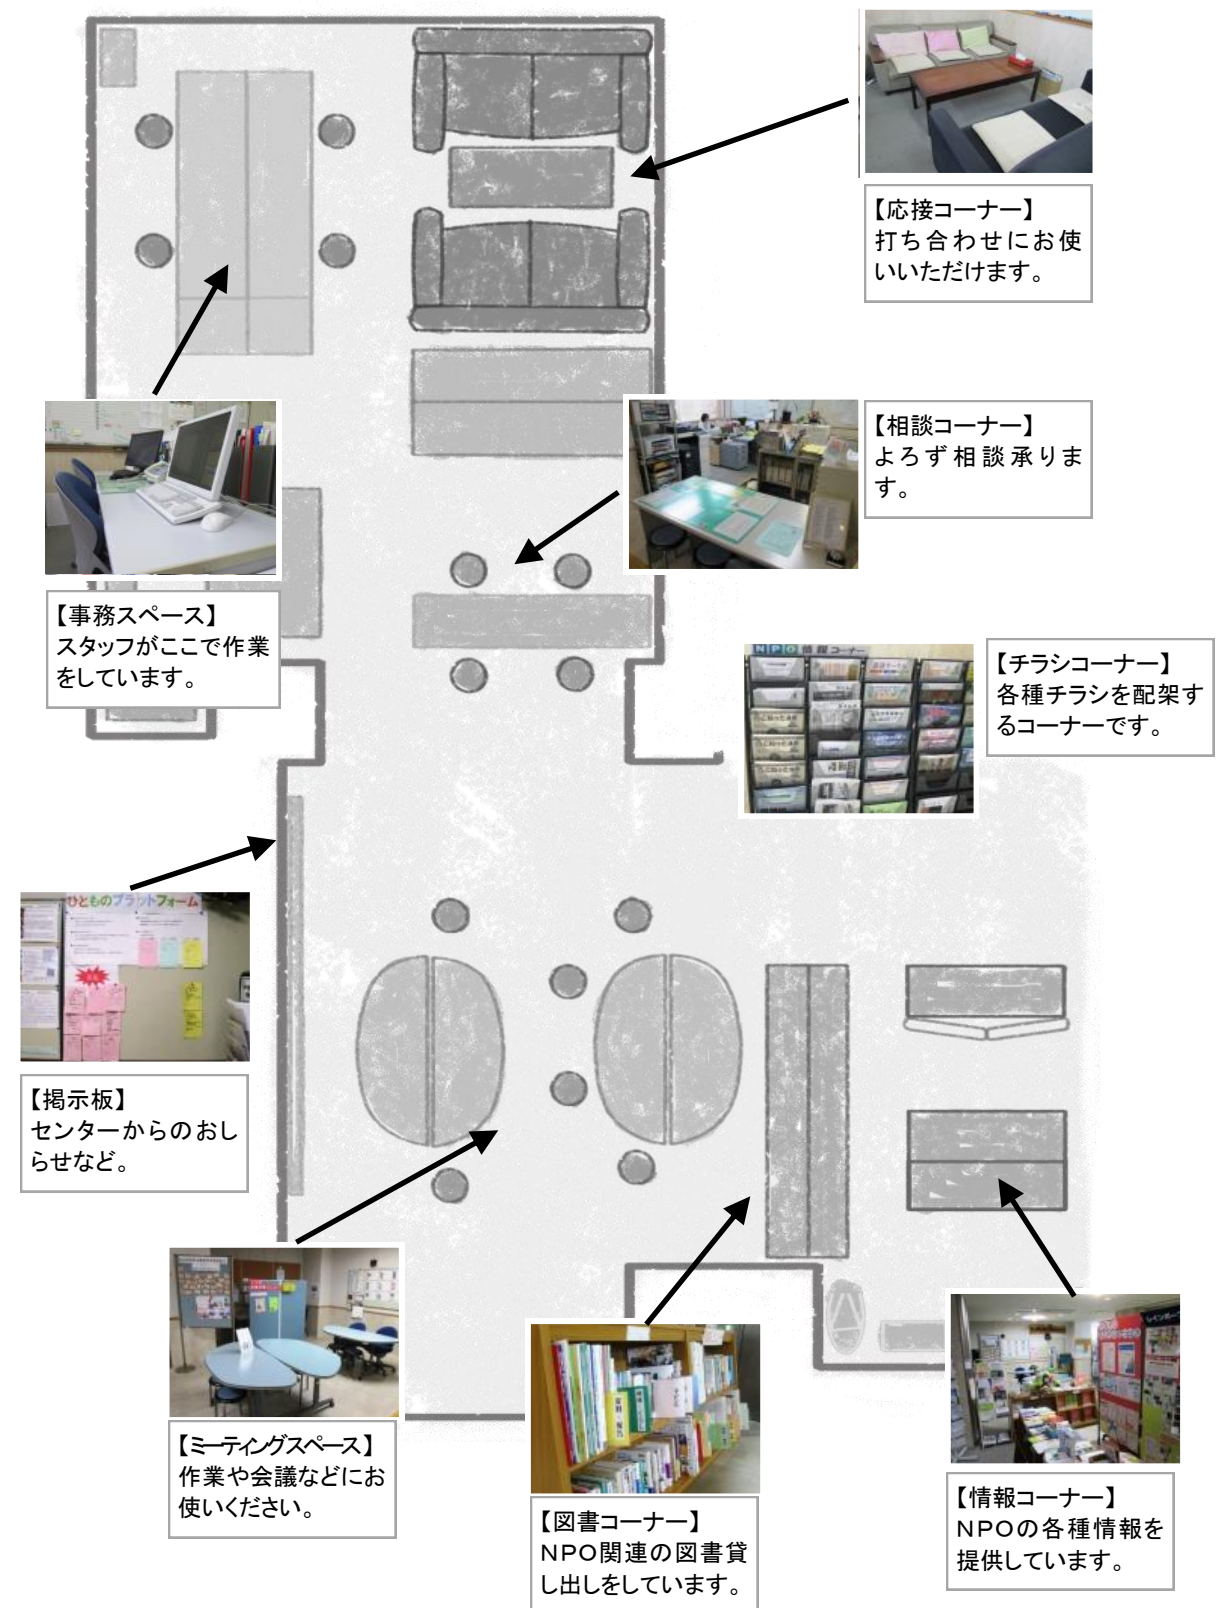 【応接コーナー】
打ち合わせにお使
いいただけます。
【相談コーナー】
よろず相談承りま
す。
【事務スペース】
スタッフがここで作業
をしています。
NPO情報コーナー
【チラシコーナー】
各種チラシを配架す
るコーナーです。
ひとものプラットフォーム
【掲示板】
センターからのおし
らせなど。
【ミーティングスペース】
作業や会議などにお
使いください。
【図書コーナー】
NPO関連の図書貸
し出しをしています。
【情報コーナー】
NPOの各種情報を
提供しています。